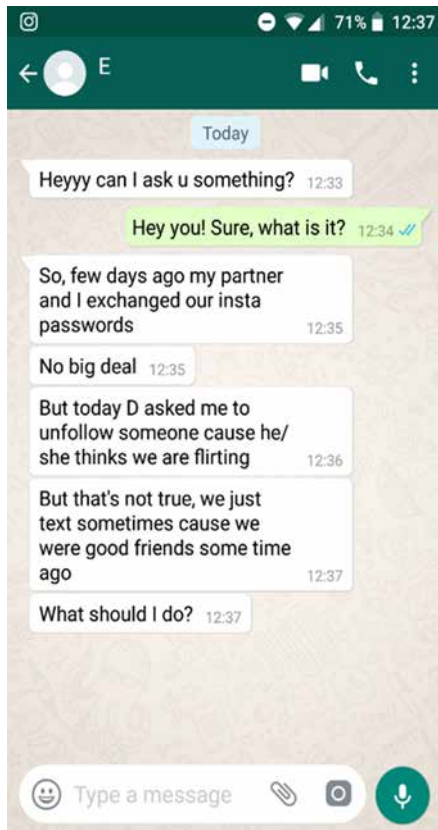 71% 12:37
E
Today
Heyyy can I ask u something? 12:33
Hey you! Sure, what is it? 12:34
So, few days ago my partner
and I exchanged our insta
passwords 12:35
No big deal 12:35
But today D asked me to
unfollow someone cause he/
she thinks we are flirting 12:36
But that's not true, we just
text sometimes cause we
were good friends some time
ago 12:37
What should I do? 12:37
Type a message